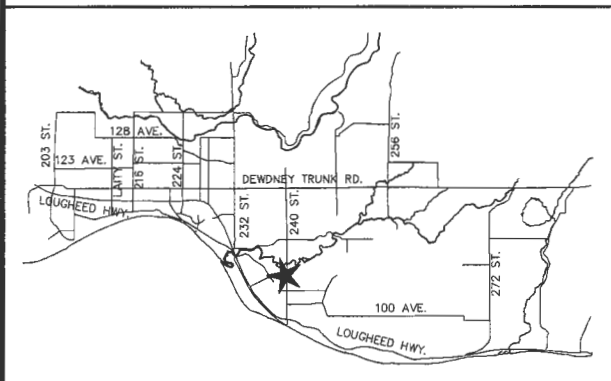 128 AVE.
203 ST.
123 AVE.
LAITY ST.
216 ST.
224 ST.
256 ST.
DEWDNEY TRUNK RD.
LOUGHEED HWY.
232 ST.
240 ST.
272 ST.
100 AVE.
LOUGHEED HWY.